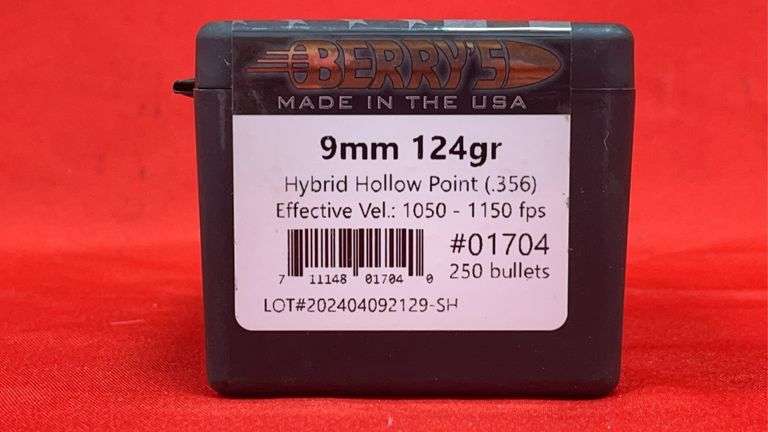 BERRY'S
MADE IN THE USA
9mm 124gr
Hybrid Hollow Point (.356)
Effective Vel.: 1050 - 1150 fps
#01704
250 bullets
7 11148 01704 0
LOT#202404092129-SH